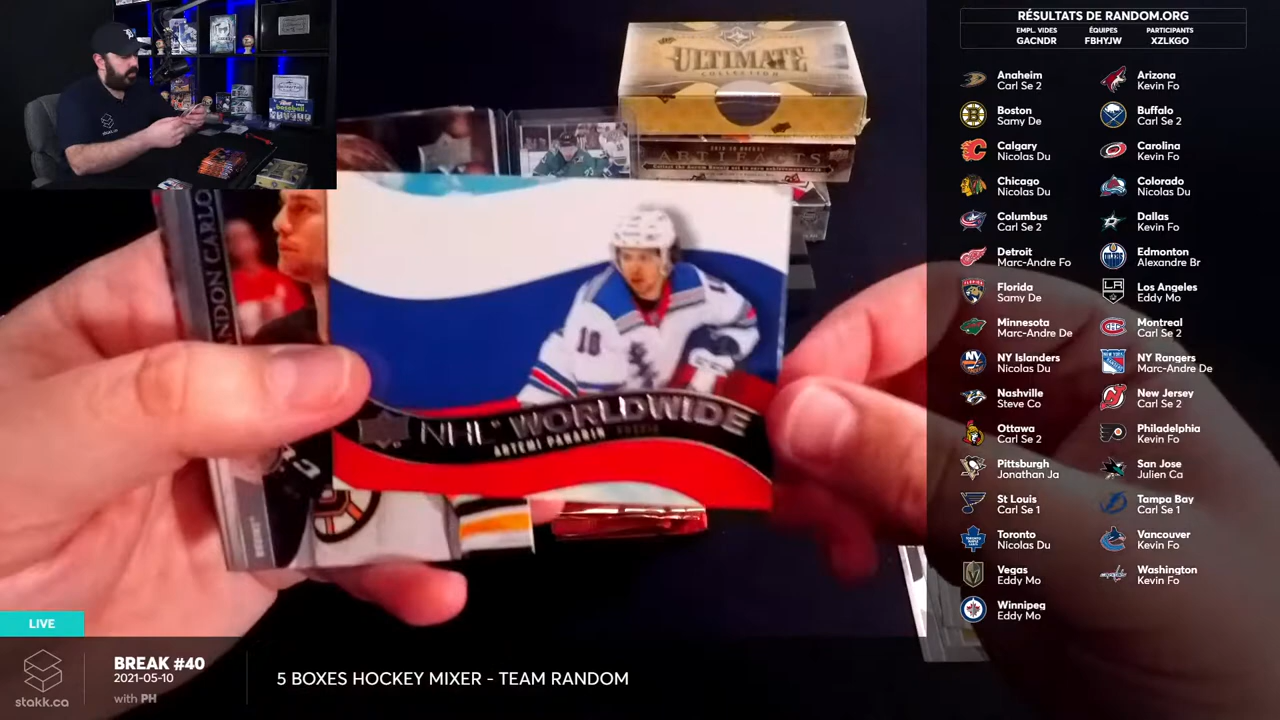 RÉSULTATS DE RANDOM.ORG
EMPL. VIDES ÉQUIPES PARTICIPANTS
GACNDR FBHYJW XZLKGO
Anaheim
Carl Se 2
Arizona
Kevin Fo
Boston
Samy De
Buffalo
Carl Se 2
Calgary
Nicolas Du
Carolina
Kevin Fo
Chicago
Nicolas Du
Colorado
Nicolas Du
Columbus
Carl Se 2
Dallas
Kevin Fo
Detroit
Marc-Andre Fo
Edmonton
Alexandre Br
Florida
Samy De
Los Angeles
Eddy Mo
Minnesota
Marc-Andre De
Montreal
Carl Se 2
NY Islanders
Nicolas Du
NY Rangers
Marc-Andre De
Nashville
Steve Co
New Jersey
Carl Se 2
Ottawa
Carl Se 2
Philadelphia
Kevin Fo
Pittsburgh
Jonathan Ja
San Jose
Julien Ca
St Louis
Carl Se 1
Tampa Bay
Carl Se 1
Toronto
Nicolas Du
Vancouver
Kevin Fo
Vegas
Eddy Mo
Washington
Kevin Fo
Winnipeg
Eddy Mo
ULTIMATE
COLLECTION
ARTIFACTS
NDON CARLO
10
NHL WORLDWIDE
ARTEMI PANARIN RUSSIA
LIVE
stakk.ca
BREAK #40
2021-05-10
with PH
5 BOXES HOCKEY MIXER - TEAM RANDOM